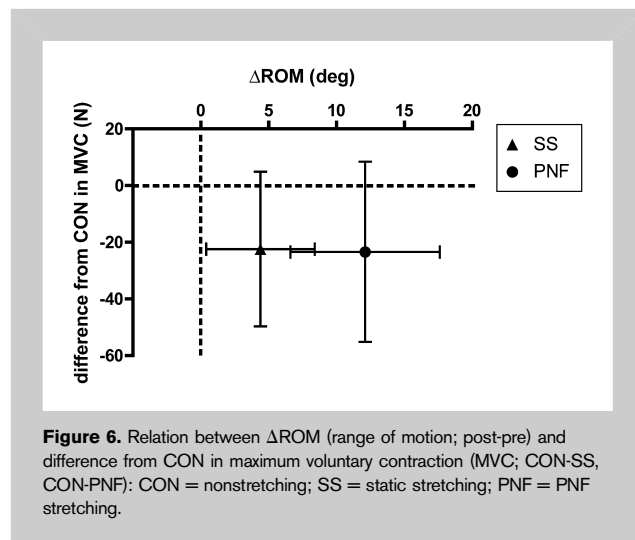 ΔROM (deg)
0 5 10 15 20
difference from CON in MVC (N)
20
0
-20
-40
-60
SS
PNF
Figure 6. Relation between ΔROM (range of motion; post-pre) and
difference from CON in maximum voluntary contraction (MVC; CON-SS,
CON-PNF): CON = nonstretching; SS = static stretching; PNF = PNF
stretching.